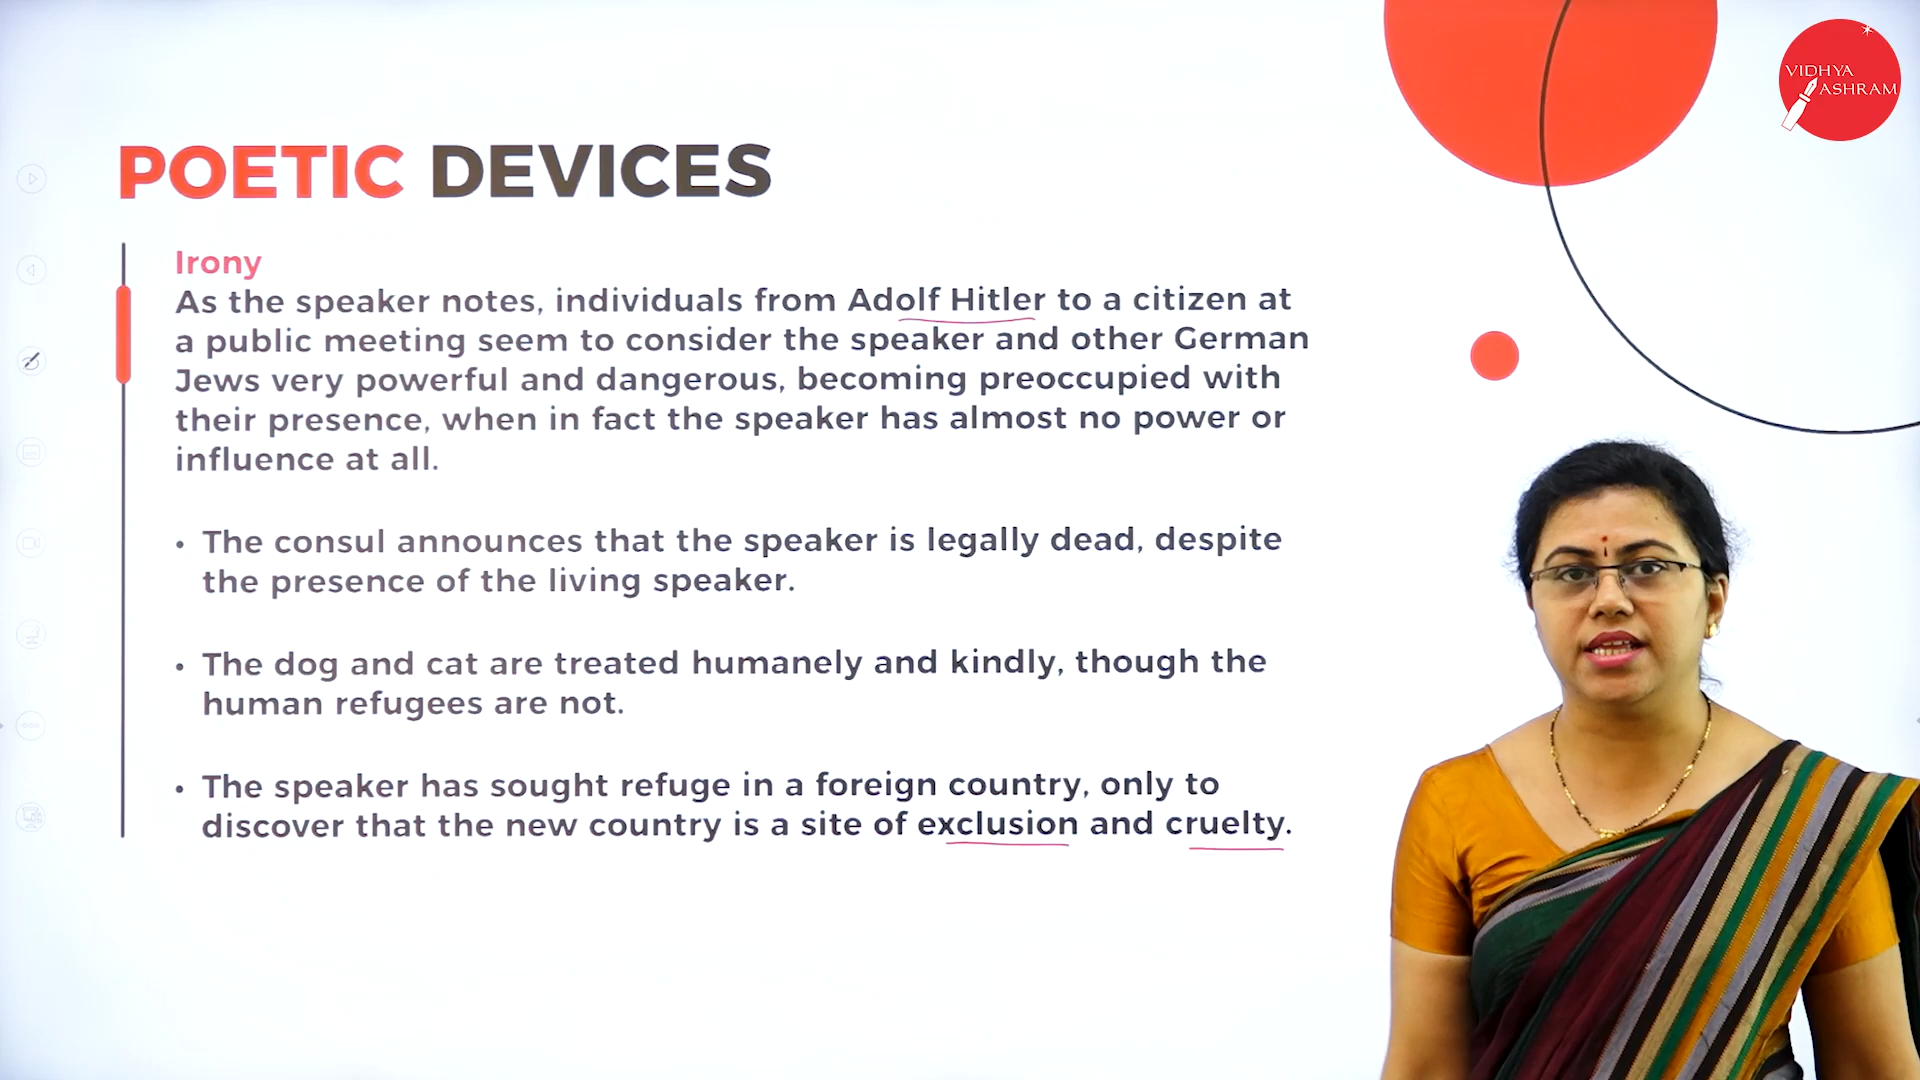 VIDHYA
ASHRAM
POETIC DEVICES
Irony
As the speaker notes, individuals from Adolf Hitler to a citizen at
a public meeting seem to consider the speaker and other German
Jews very powerful and dangerous, becoming preoccupied with
their presence, when in fact the speaker has almost no power or
influence at all.
• The consul announces that the speaker is legally dead, despite
the presence of the living speaker.
• The dog and cat are treated humanely and kindly, though the
human refugees are not.
• The speaker has sought refuge in a foreign country, only to
discover that the new country is a site of exclusion and cruelty.